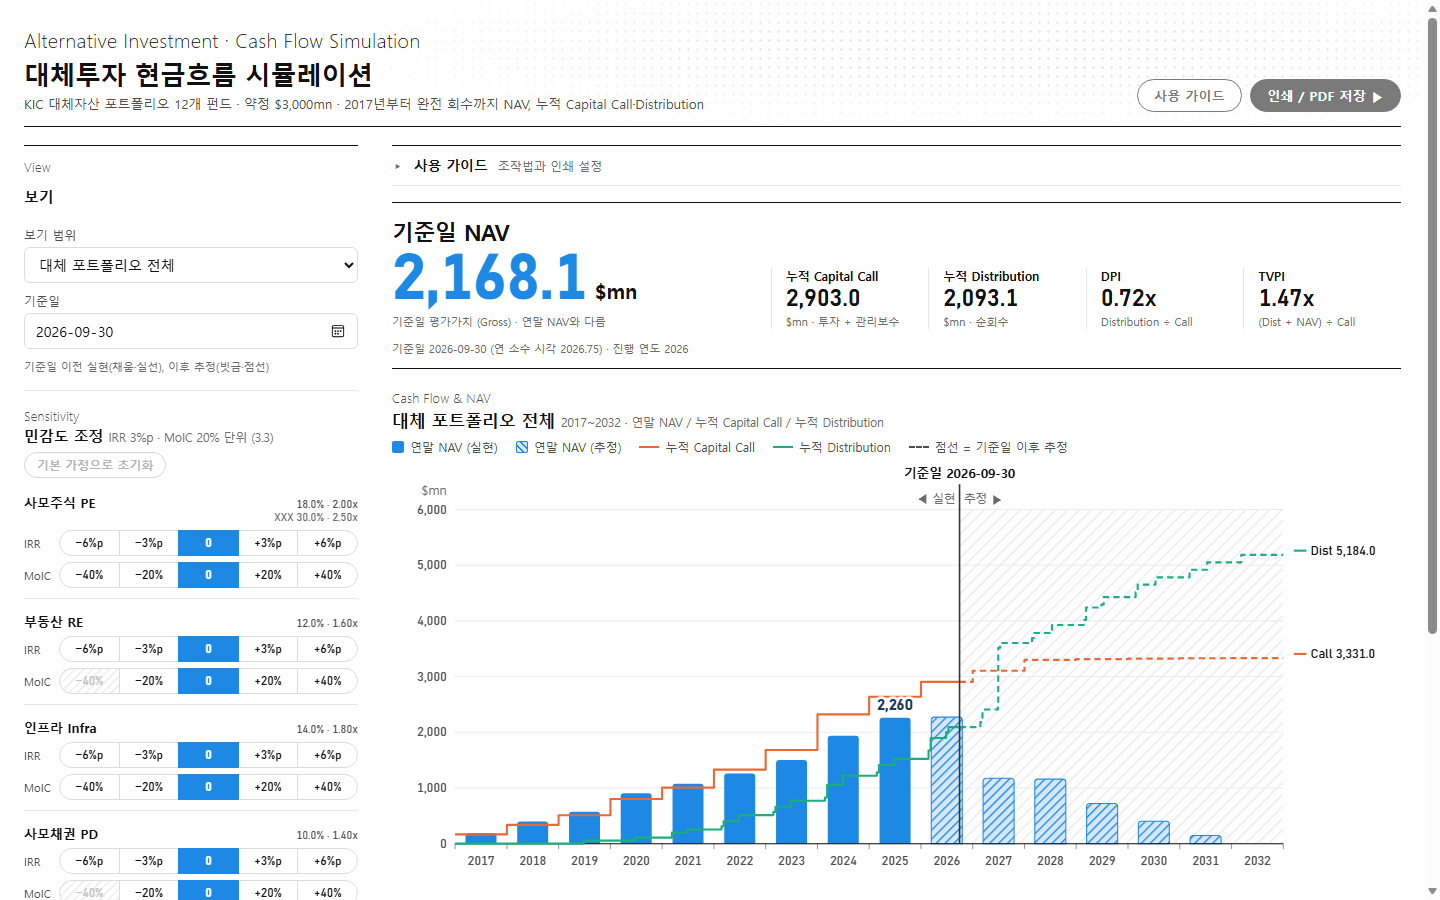 Alternative Investment · Cash Flow Simulation
대체투자 현금흐름 시뮬레이션
KIC 대체자산 포트폴리오 12개 펀드 · 약정 $3,000mn · 2017년부터 완전 회수까지 NAV, 누적 Capital Call·Distribution
사용 가이드
인쇄 / PDF 저장 ▶
View
보기
보기 범위
대체 포트폴리오 전체
기준일
2026-09-30
기준일 이전 실현(채움·실선), 이후 추정(빗금·점선)
Sensitivity
민감도 조정 IRR 3%p · MoIC 20% 단위 (3.3)
기본 가정으로 초기화
사모주식 PE
18.0% · 2.00x
XXX 30.0% · 2.50x
IRR −6%p −3%p 0 +3%p +6%p
MoIC −40% −20% 0 +20% +40%
부동산 RE
12.0% · 1.60x
IRR −6%p −3%p 0 +3%p +6%p
MoIC −40% −20% 0 +20% +40%
인프라 Infra
14.0% · 1.80x
IRR −6%p −3%p 0 +3%p +6%p
MoIC −40% −20% 0 +20% +40%
사모채권 PD
10.0% · 1.40x
IRR −6%p −3%p 0 +3%p +6%p
MoIC −40% −20% 0 +20% +40%
▸ 사용 가이드 조작법과 인쇄 설정
기준일 NAV
2,168.1 $mn
기준일 평가가치 (Gross) · 연말 NAV와 다름
기준일 2026-09-30 (연 소수 시각 2026.75) · 진행 연도 2026
누적 Capital Call
2,903.0
$mn · 투자 + 관리보수
누적 Distribution
2,093.1
$mn · 순회수
DPI
0.72x
Distribution ÷ Call
TVPI
1.47x
(Dist + NAV) ÷ Call
Cash Flow & NAV
대체 포트폴리오 전체 2017~2032 · 연말 NAV / 누적 Capital Call / 누적 Distribution
연말 NAV (실현) 연말 NAV (추정) 누적 Capital Call 누적 Distribution 점선 = 기준일 이후 추정
기준일 2026-09-30
◀ 실현 추정 ▶
$mn
6,000
5,000
4,000
3,000
2,000
1,000
0
2,260
Dist 5,184.0
Call 3,331.0
2017 2018 2019 2020 2021 2022 2023 2024 2025 2026 2027 2028 2029 2030 2031 2032